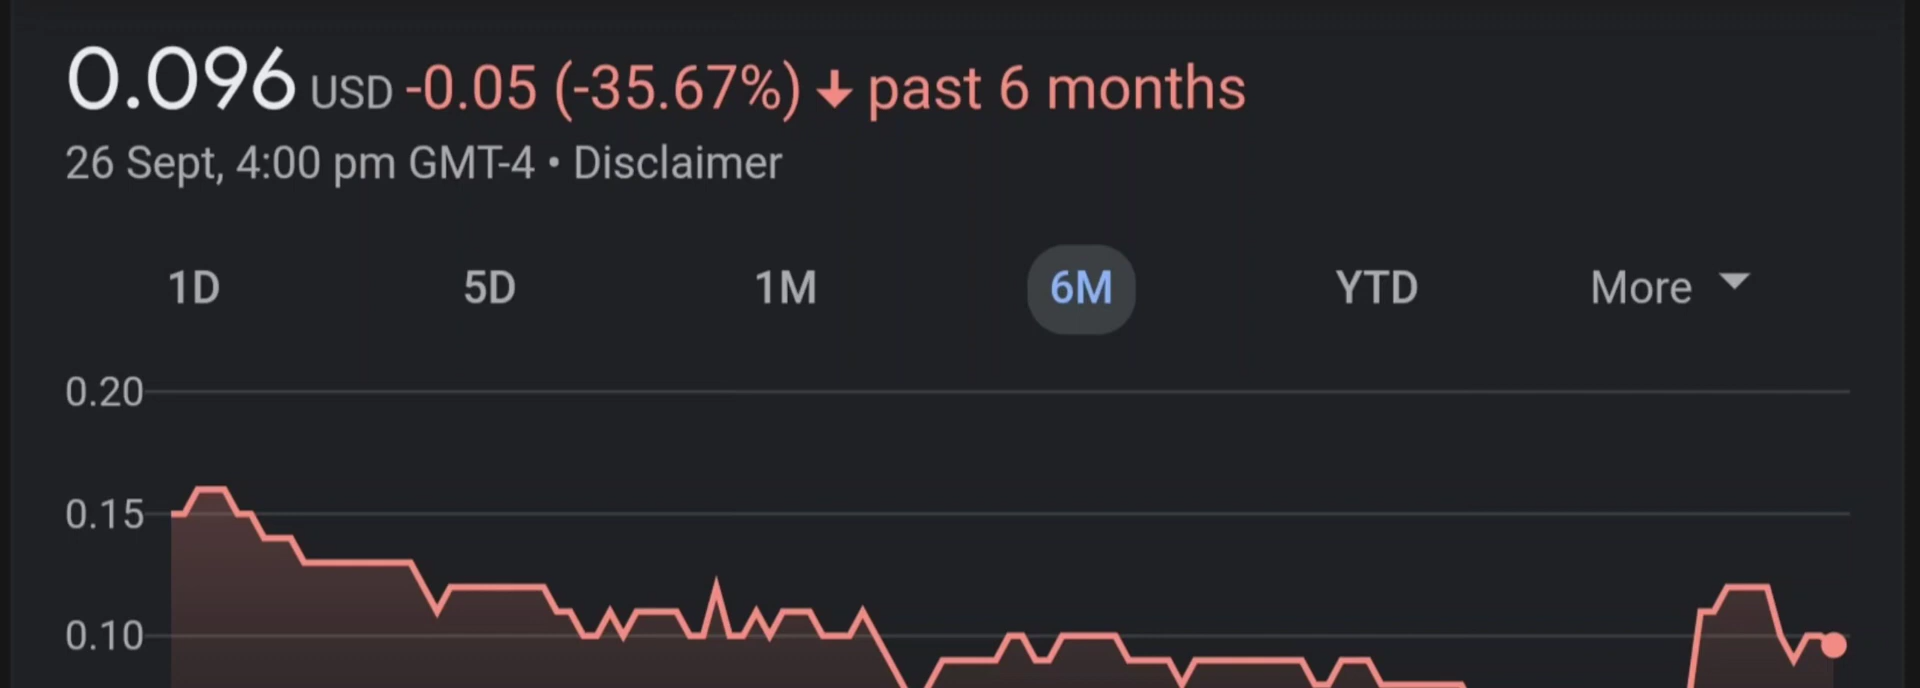 0.096 USD -0.05 (-35.67%) ↓ past 6 months
26 Sept, 4:00 pm GMT-4 • Disclaimer
1D 5D 1M 6M YTD More
0.20
0.15
0.10